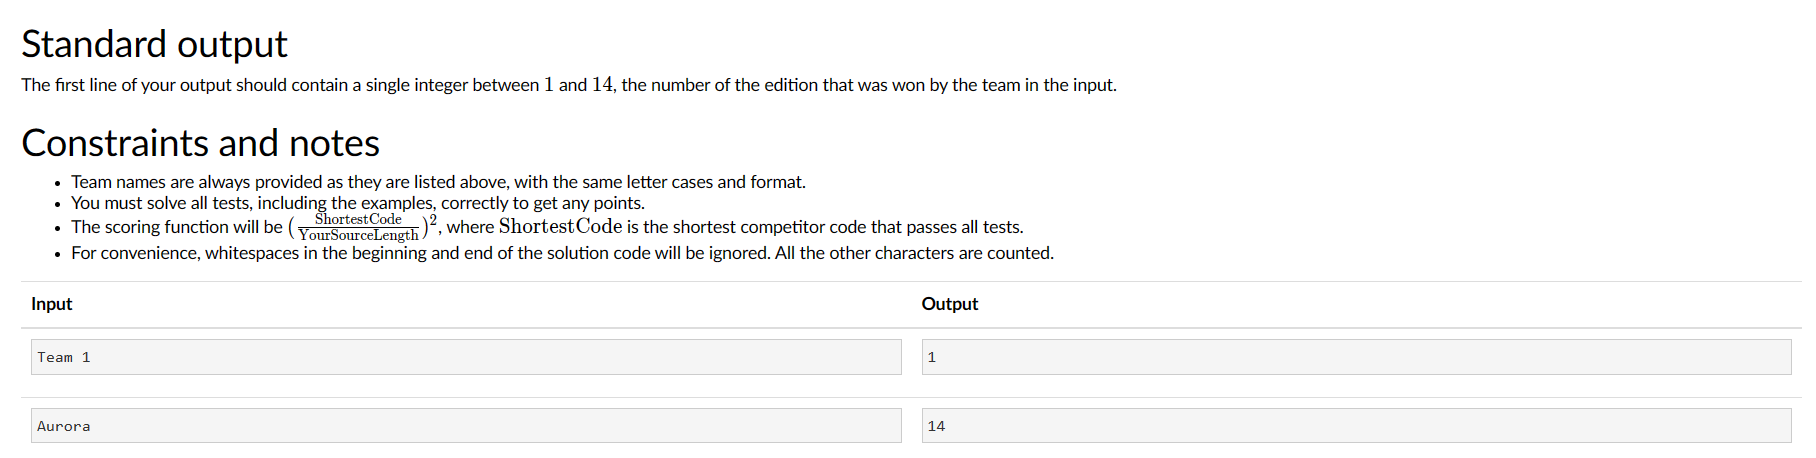 Standard output
The first line of your output should contain a single integer between 1 and 14, the number of the edition that was won by the team in the input.
Constraints and notes
• Team names are always provided as they are listed above, with the same letter cases and format.
• You must solve all tests, including the examples, correctly to get any points.
• The scoring function will be (ShortestCode/YourSourceLength)², where ShortestCode is the shortest competitor code that passes all tests.
• For convenience, whitespaces in the beginning and end of the solution code will be ignored. All the other characters are counted.
Input Output
Team 1 1
Aurora 14